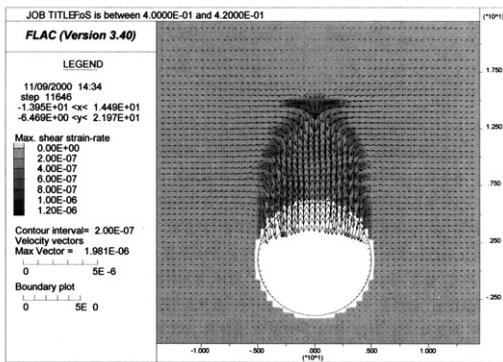 JOB TITLE:FoS is between 4.0000E-01 and 4.2000E-01
(*10^1)
FLAC (Version 3.40)
LEGEND
11/09/2000 14:34
step 11646
-1.395E+01 <x< 1.449E+01
-6.469E+00 <y< 2.197E+01
Max. shear strain-rate
0.00E+00
2.00E-07
4.00E-07
6.00E-07
8.00E-07
1.00E-06
1.20E-06
Contour interval= 2.00E-07
Velocity vectors
Max Vector = 1.981E-06
0 5E -6
Boundary plot
0 5E 0
1.750
1.250
.750
.250
-.250
-1.000 -.500 .000 .500 1.000
(*10^1)